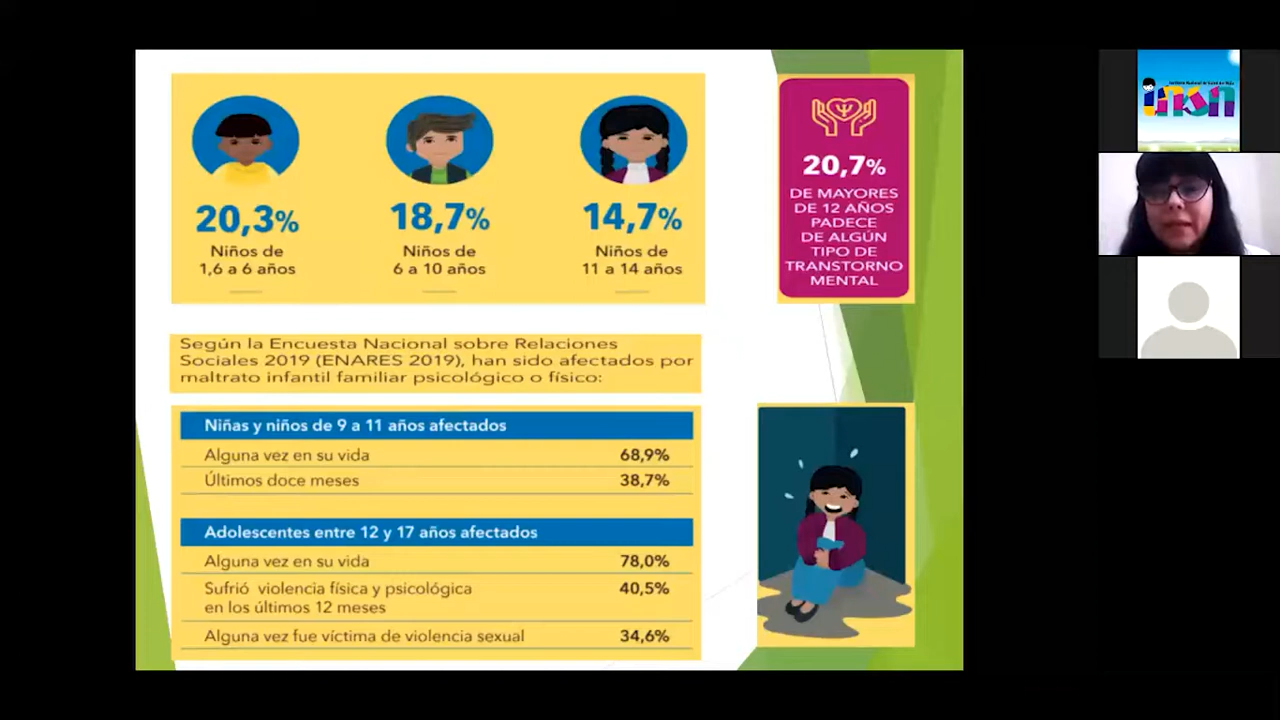 20,3%
Niños de
1,6 a 6 años
18,7%
Niños de
6 a 10 años
14,7%
Niños de
11 a 14 años
20,7%
DE MAYORES
DE 12 AÑOS
PADECE
DE ALGÚN
TIPO DE
TRANSTORNO
MENTAL
Según la Encuesta Nacional sobre Relaciones
Sociales 2019 (ENARES 2019), han sido afectados por
maltrato infantil familiar psicológico o físico:
Niñas y niños de 9 a 11 años afectados
Alguna vez en su vida 68,9%
Últimos doce meses 38,7%
Adolescentes entre 12 y 17 años afectados
Alguna vez en su vida 78,0%
Sufrió violencia física y psicológica 40,5%
en los últimos 12 meses
Alguna vez fue víctima de violencia sexual 34,6%
insn